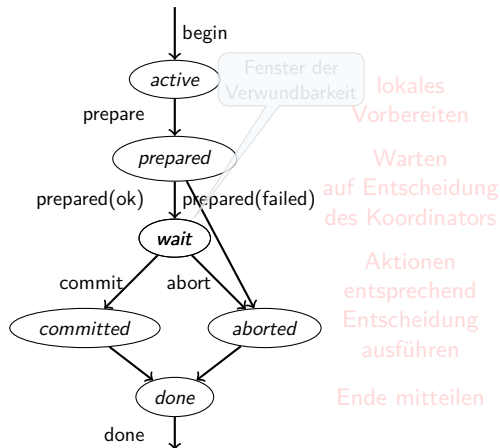 begin
Fenster der
Verwundbarkeit
active
lokales
Vorbereiten
prepare
prepared
Warten
auf Entscheidung
des Koordinators
prepared(ok)
prepared(failed)
wait
Aktionen
entsprechend
Entscheidung
ausführen
commit
abort
committed
aborted
done
Ende mitteilen
done